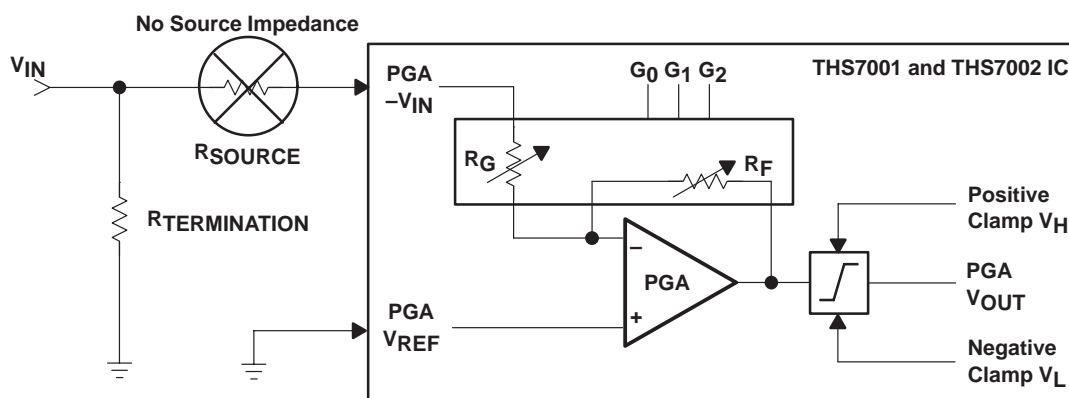 No Source Impedance
VIN
RSOURCE
RTERMINATION
THS7001 and THS7002 IC
PGA
–VIN
G0 G1 G2
RG
RF
–
PGA
+
PGA
VREF
Positive
Clamp VH
PGA
VOUT
Negative
Clamp VL